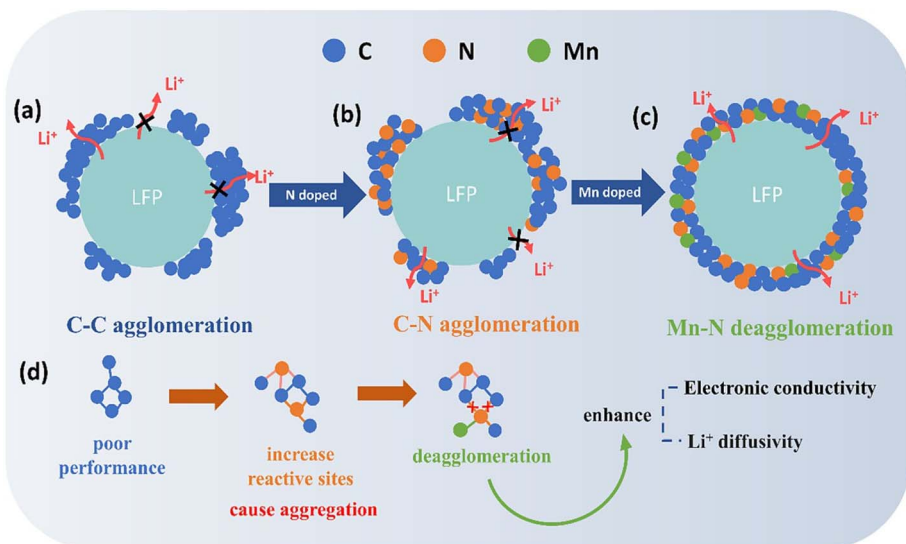 C N Mn
(a) (b) (c)
Li⁺ Li⁺ Li⁺
LFP
N doped
Li⁺ Li⁺ Li⁺
LFP
Mn doped
Li⁺ Li⁺ Li⁺
LFP
C-C agglomeration
C-N agglomeration
Mn-N deagglomeration
(d)
poor
performance
increase
reactive sites
cause aggregation
deagglomeration
enhance
Electronic conductivity
Li⁺ diffusivity